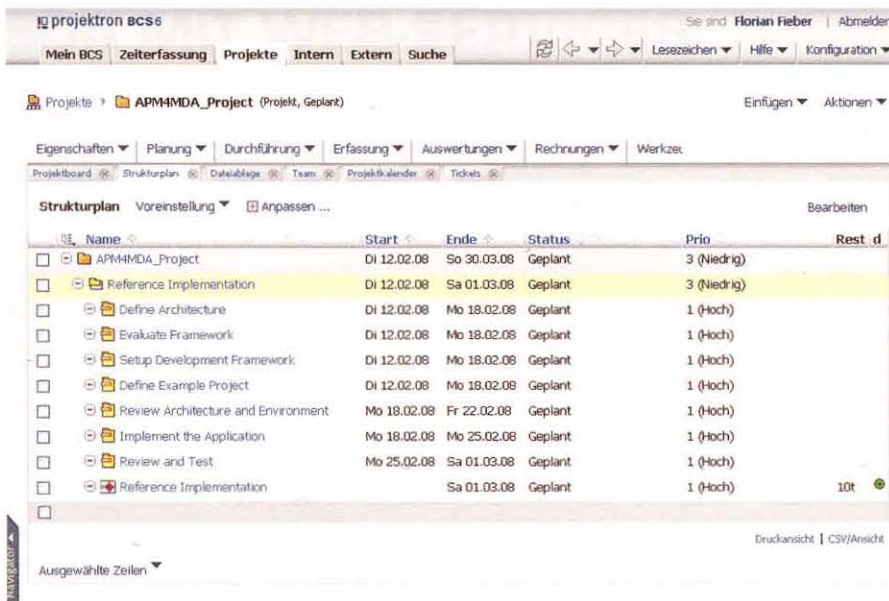 projektron BCS6
Sie sind Florian Fieber | Abmelden
Mein BCS Zeiterfassung Projekte Intern Extern Suche
Lesezeichen Hilfe Konfiguration
Projekte APM4MDA_Project (Projekt, Geplant) Einfügen Aktionen
Eigenschaften Planung Durchführung Erfassung Auswertungen Rechnungen Werkzeu
Projektboard Strukturplan Dateiablage Team Projektkalender Tickets
Strukturplan Voreinstellung Anpassen ... Bearbeiten
Name Start Ende Status Prio Rest d
APM4MDA_Project Di 12.02.08 So 30.03.08 Geplant 3 (Niedrig)
Reference Implementation Di 12.02.08 Sa 01.03.08 Geplant 3 (Niedrig)
Define Architecture Di 12.02.08 Mo 18.02.08 Geplant 1 (Hoch)
Evaluate Framework Di 12.02.08 Mo 18.02.08 Geplant 1 (Hoch)
Setup Development Framework Di 12.02.08 Mo 18.02.08 Geplant 1 (Hoch)
Define Example Project Di 12.02.08 Mo 18.02.08 Geplant 1 (Hoch)
Review Architecture and Environment Mo 18.02.08 Fr 22.02.08 Geplant 1 (Hoch)
Implement the Application Mo 18.02.08 Mo 25.02.08 Geplant 1 (Hoch)
Review and Test Mo 25.02.08 Sa 01.03.08 Geplant 1 (Hoch)
Reference Implementation Sa 01.03.08 Geplant 1 (Hoch) 10t
Druckansicht | CSV/Ansicht
Ausgewählte Zeilen
Navigator